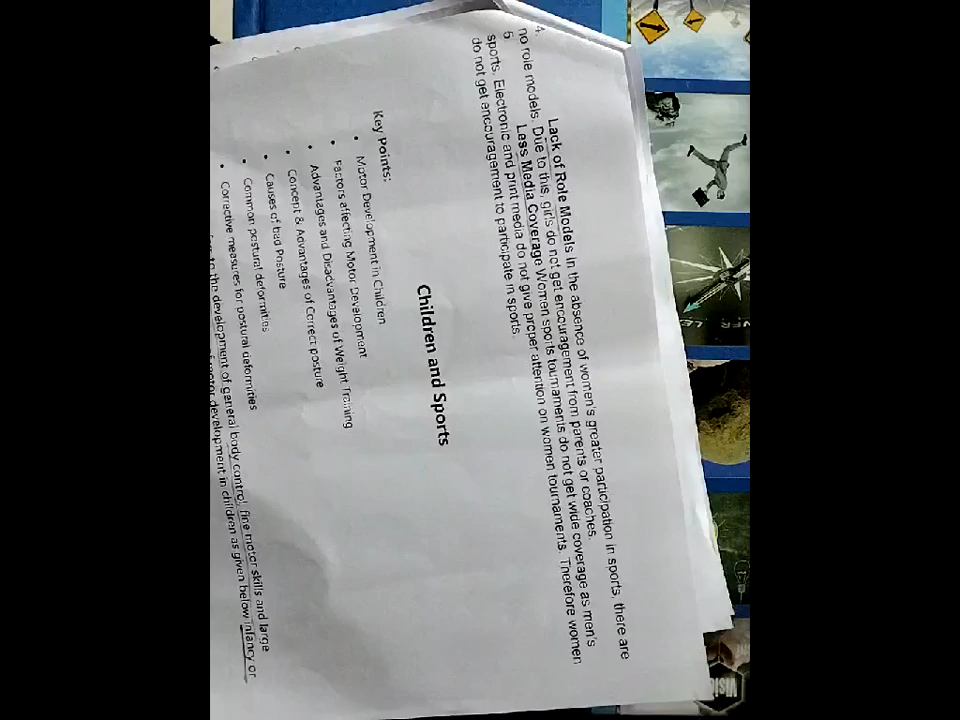 4. Lack of Role Models in the absence of women's greater participation in sports, there are
no role models. Due to this, girls do not get encouragement from parents or coaches.
5. Less Media Coverage Women sports tournaments do not get wide coverage as men's
sports. Electronic and print media do not give proper attention on women tournaments. Therefore women
do not get encouragement to participate in sports.
Children and Sports
Key Points:
• Motor Development in Children
• Factors affecting Motor Development
• Advantages and Disadvantages of Weight Training
• Concept & Advantages of Correct posture
• Causes of bad Posture
• Common postural deformities
• Corrective measures for postural deformities
to the development of general body control, fine motor skills and large
of motor development in children as given below infancy or